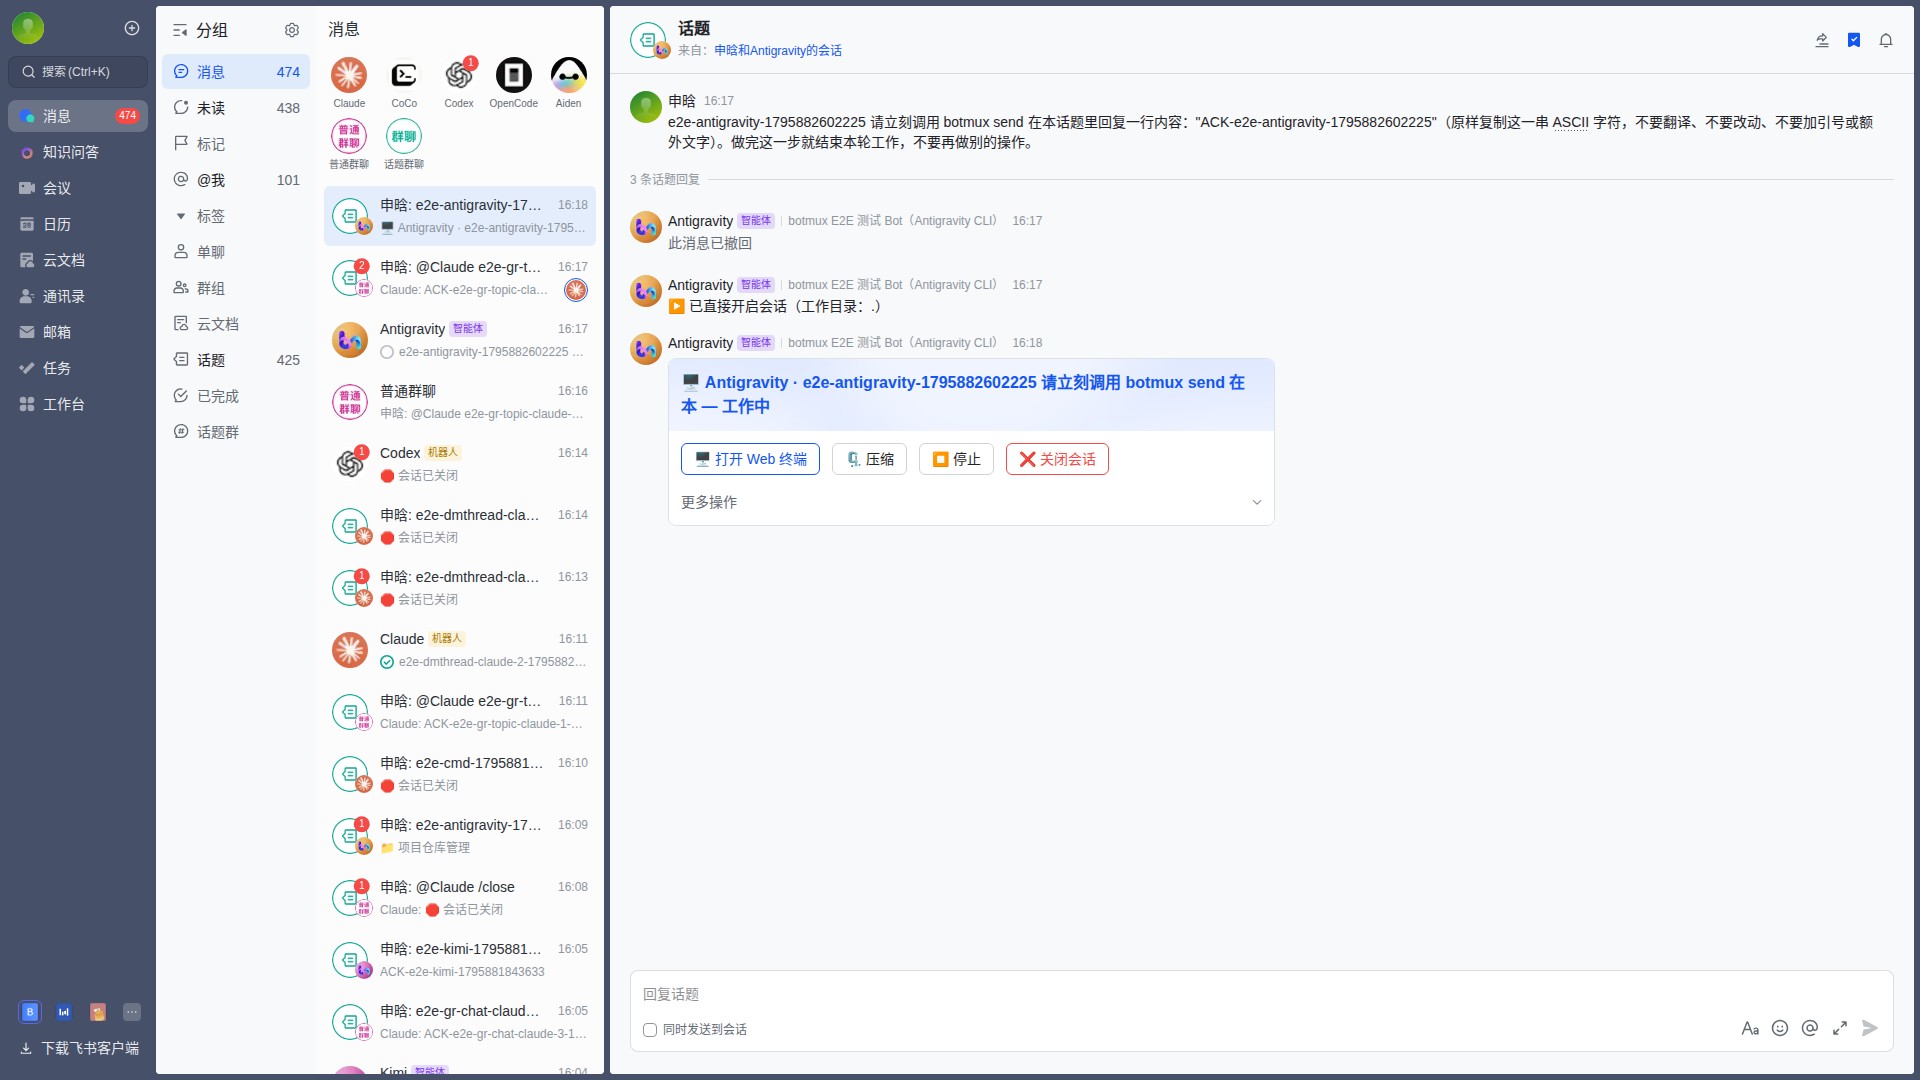 搜索 (Ctrl+K)
消息
474
知识问答
会议
日历
云文档
通讯录
邮箱
任务
工作台
下载飞书客户端
分组
消息 474
未读 438
标记
@我 101
标签
单聊
群组
云文档
话题 425
已完成
话题群
消息
Claude
CoCo
1
Codex
OpenCode
Aiden
普通群聊
普通群聊
群聊
话题群聊
申晗: e2e-antigravity-17... 16:18
Antigravity · e2e-antigravity-1795...
2
申晗: @Claude e2e-gr-t... 16:17
Claude: ACK-e2e-gr-topic-cla...
Antigravity 智能体 16:17
e2e-antigravity-1795882602225 ...
普通群聊
普通群聊 16:16
申晗: @Claude e2e-gr-topic-claude-...
1
Codex 机器人 16:14
会话已关闭
申晗: e2e-dmthread-cla... 16:14
会话已关闭
1
申晗: e2e-dmthread-cla... 16:13
会话已关闭
Claude 机器人 16:11
e2e-dmthread-claude-2-1795882...
申晗: @Claude e2e-gr-t... 16:11
Claude: ACK-e2e-gr-topic-claude-1-...
申晗: e2e-cmd-1795881... 16:10
会话已关闭
1
申晗: e2e-antigravity-17... 16:09
项目仓库管理
1
申晗: @Claude /close 16:08
Claude: 会话已关闭
申晗: e2e-kimi-1795881... 16:05
ACK-e2e-kimi-1795881843633
申晗: e2e-gr-chat-claud... 16:05
Claude: ACK-e2e-gr-chat-claude-3-1...
Kimi 智能体 16:04
话题
来自：申晗和Antigravity的会话
申晗 16:17
e2e-antigravity-1795882602225 请立刻调用 botmux send 在本话题里回复一行内容："ACK-e2e-antigravity-1795882602225"（原样复制这一串 ASCII 字符，不要翻译、不要改动、不要加引号或额
外文字）。做完这一步就结束本轮工作，不要再做别的操作。
3 条话题回复
Antigravity 智能体 botmux E2E 测试 Bot（Antigravity CLI） 16:17
此消息已撤回
Antigravity 智能体 botmux E2E 测试 Bot（Antigravity CLI） 16:17
已直接开启会话（工作目录：.）
Antigravity 智能体 botmux E2E 测试 Bot（Antigravity CLI） 16:18
Antigravity · e2e-antigravity-1795882602225 请立刻调用 botmux send 在
本 — 工作中
打开 Web 终端
压缩
停止
关闭会话
更多操作
回复话题
同时发送到会话